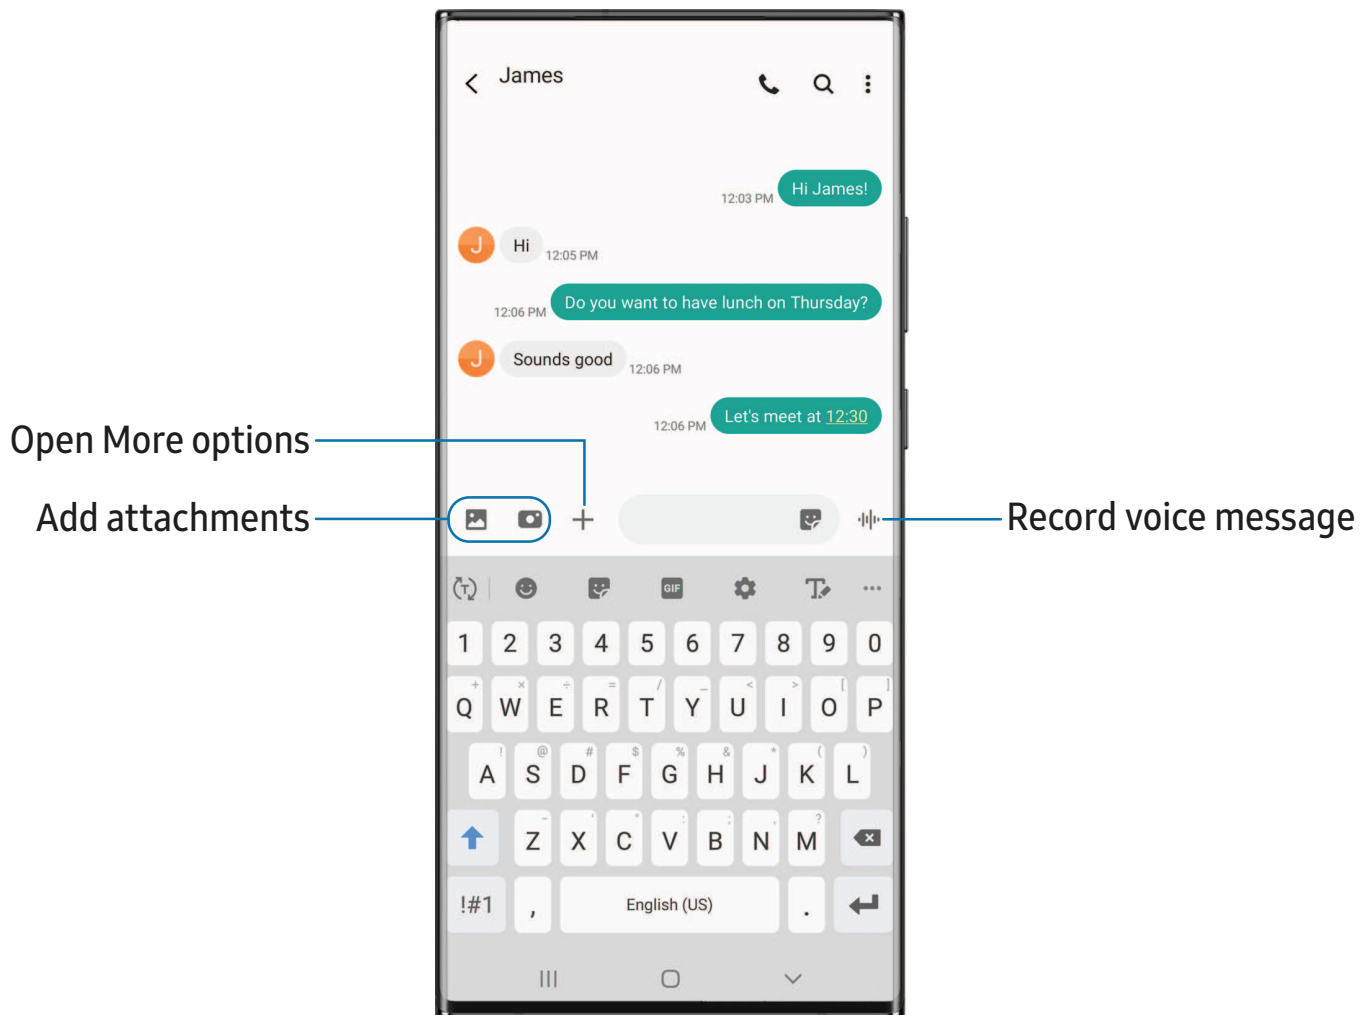 James
Hi James!
12:03 PM
J
Hi
12:05 PM
Do you want to have lunch on Thursday?
12:06 PM
J
Sounds good
12:06 PM
Let's meet at 12:30
12:06 PM
Open More options
Add attachments
Record voice message
T GIF T
1 2 3 4 5 6 7 8 9 0
+ × ÷ = / _ < > [ ]
Q W E R T Y U I O P
! @ # $ % & * ( )
A S D F G H J K L
- ' " : ; , ?
Z X C V B N M
!#1 , English (US) .